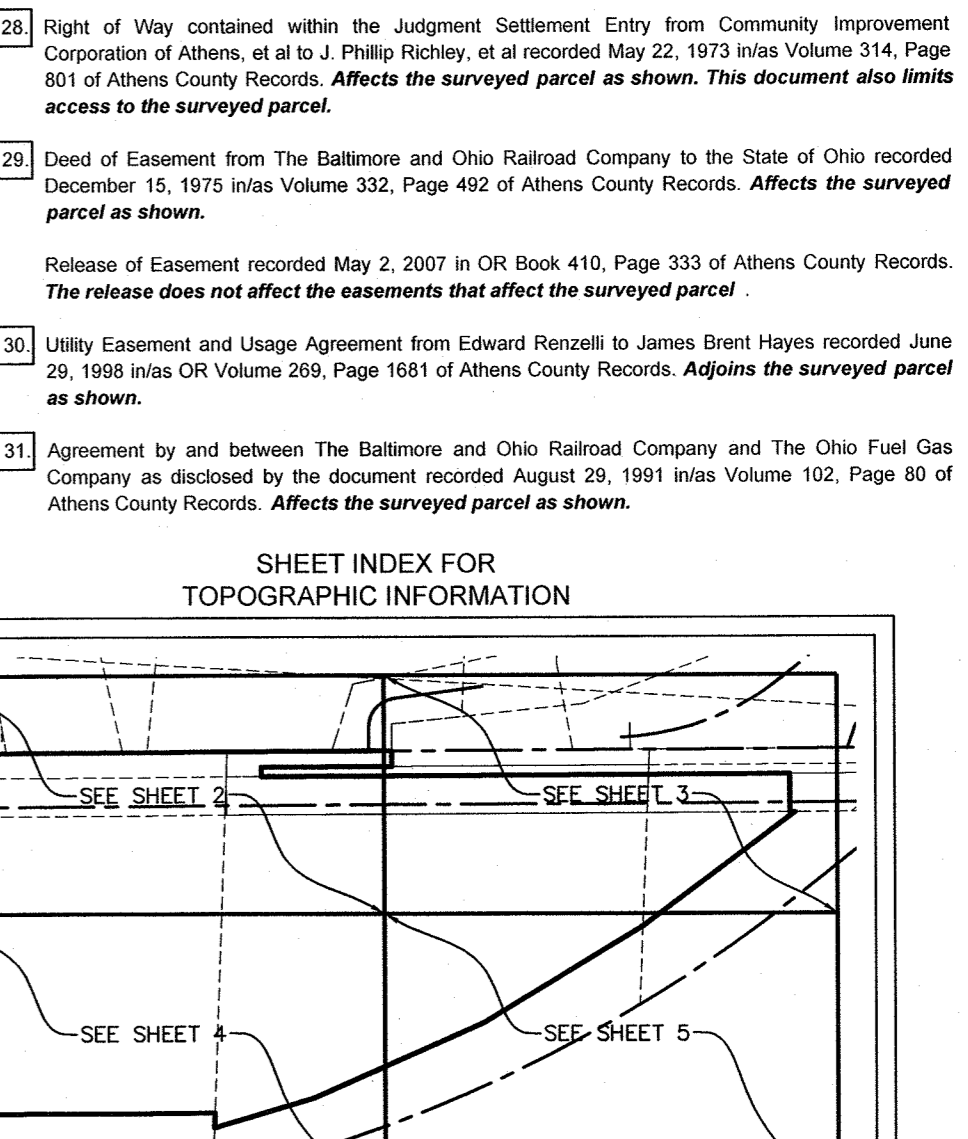 28. Right of Way contained within the Judgment Settlement Entry from Community Improvement
Corporation of Athens, et al to J. Phillip Richley, et al recorded May 22, 1973 in/as Volume 314, Page
801 of Athens County Records. Affects the surveyed parcel as shown. This document also limits
access to the surveyed parcel.
29. Deed of Easement from The Baltimore and Ohio Railroad Company to the State of Ohio recorded
December 15, 1975 in/as Volume 332, Page 492 of Athens County Records. Affects the surveyed
parcel as shown.
Release of Easement recorded May 2, 2007 in OR Book 410, Page 333 of Athens County Records.
The release does not affect the easements that affect the surveyed parcel .
30. Utility Easement and Usage Agreement from Edward Renzelli to James Brent Hayes recorded June
29, 1998 in/as OR Volume 269, Page 1681 of Athens County Records. Adjoins the surveyed parcel
as shown.
31. Agreement by and between The Baltimore and Ohio Railroad Company and The Ohio Fuel Gas
Company as disclosed by the document recorded August 29, 1991 in/as Volume 102, Page 80 of
Athens County Records. Affects the surveyed parcel as shown.
SHEET INDEX FOR
TOPOGRAPHIC INFORMATION
SEE SHEET 2
SEE SHEET 3
SEE SHEET 4
SEE SHEET 5